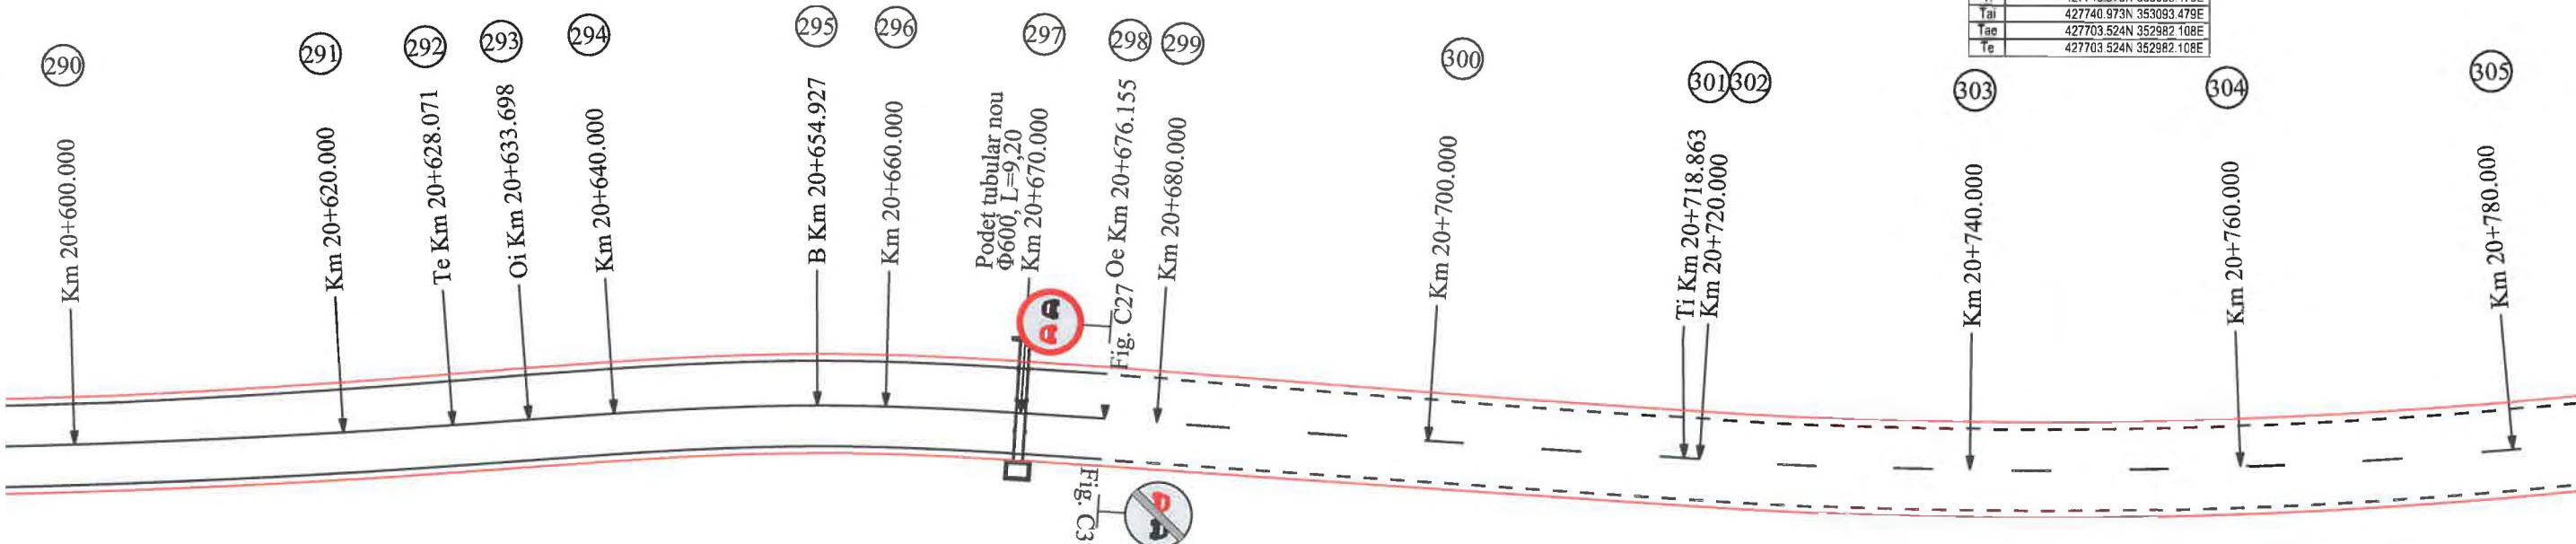 290
291
292
293
294
295
296
297
298
299
300
301
302
303
304
305
Km 20+600.000
Km 20+620.000
Te Km 20+628.071
Oi Km 20+633.698
Km 20+640.000
B Km 20+654.927
Km 20+660.000
Podeț tubular nou
Φ600, L=9,20
Km 20+670.000
Fig. C27 Oe Km 20+676.155
Km 20+680.000
Km 20+700.000
Ti Km 20+718.863
Km 20+720.000
Km 20+740.000
Km 20+760.000
Km 20+780.000
Fig. C3
Tai 427740.973N 353093.479E
Tae 427703.524N 352982.108E
Te 427703.524N 352982.108E